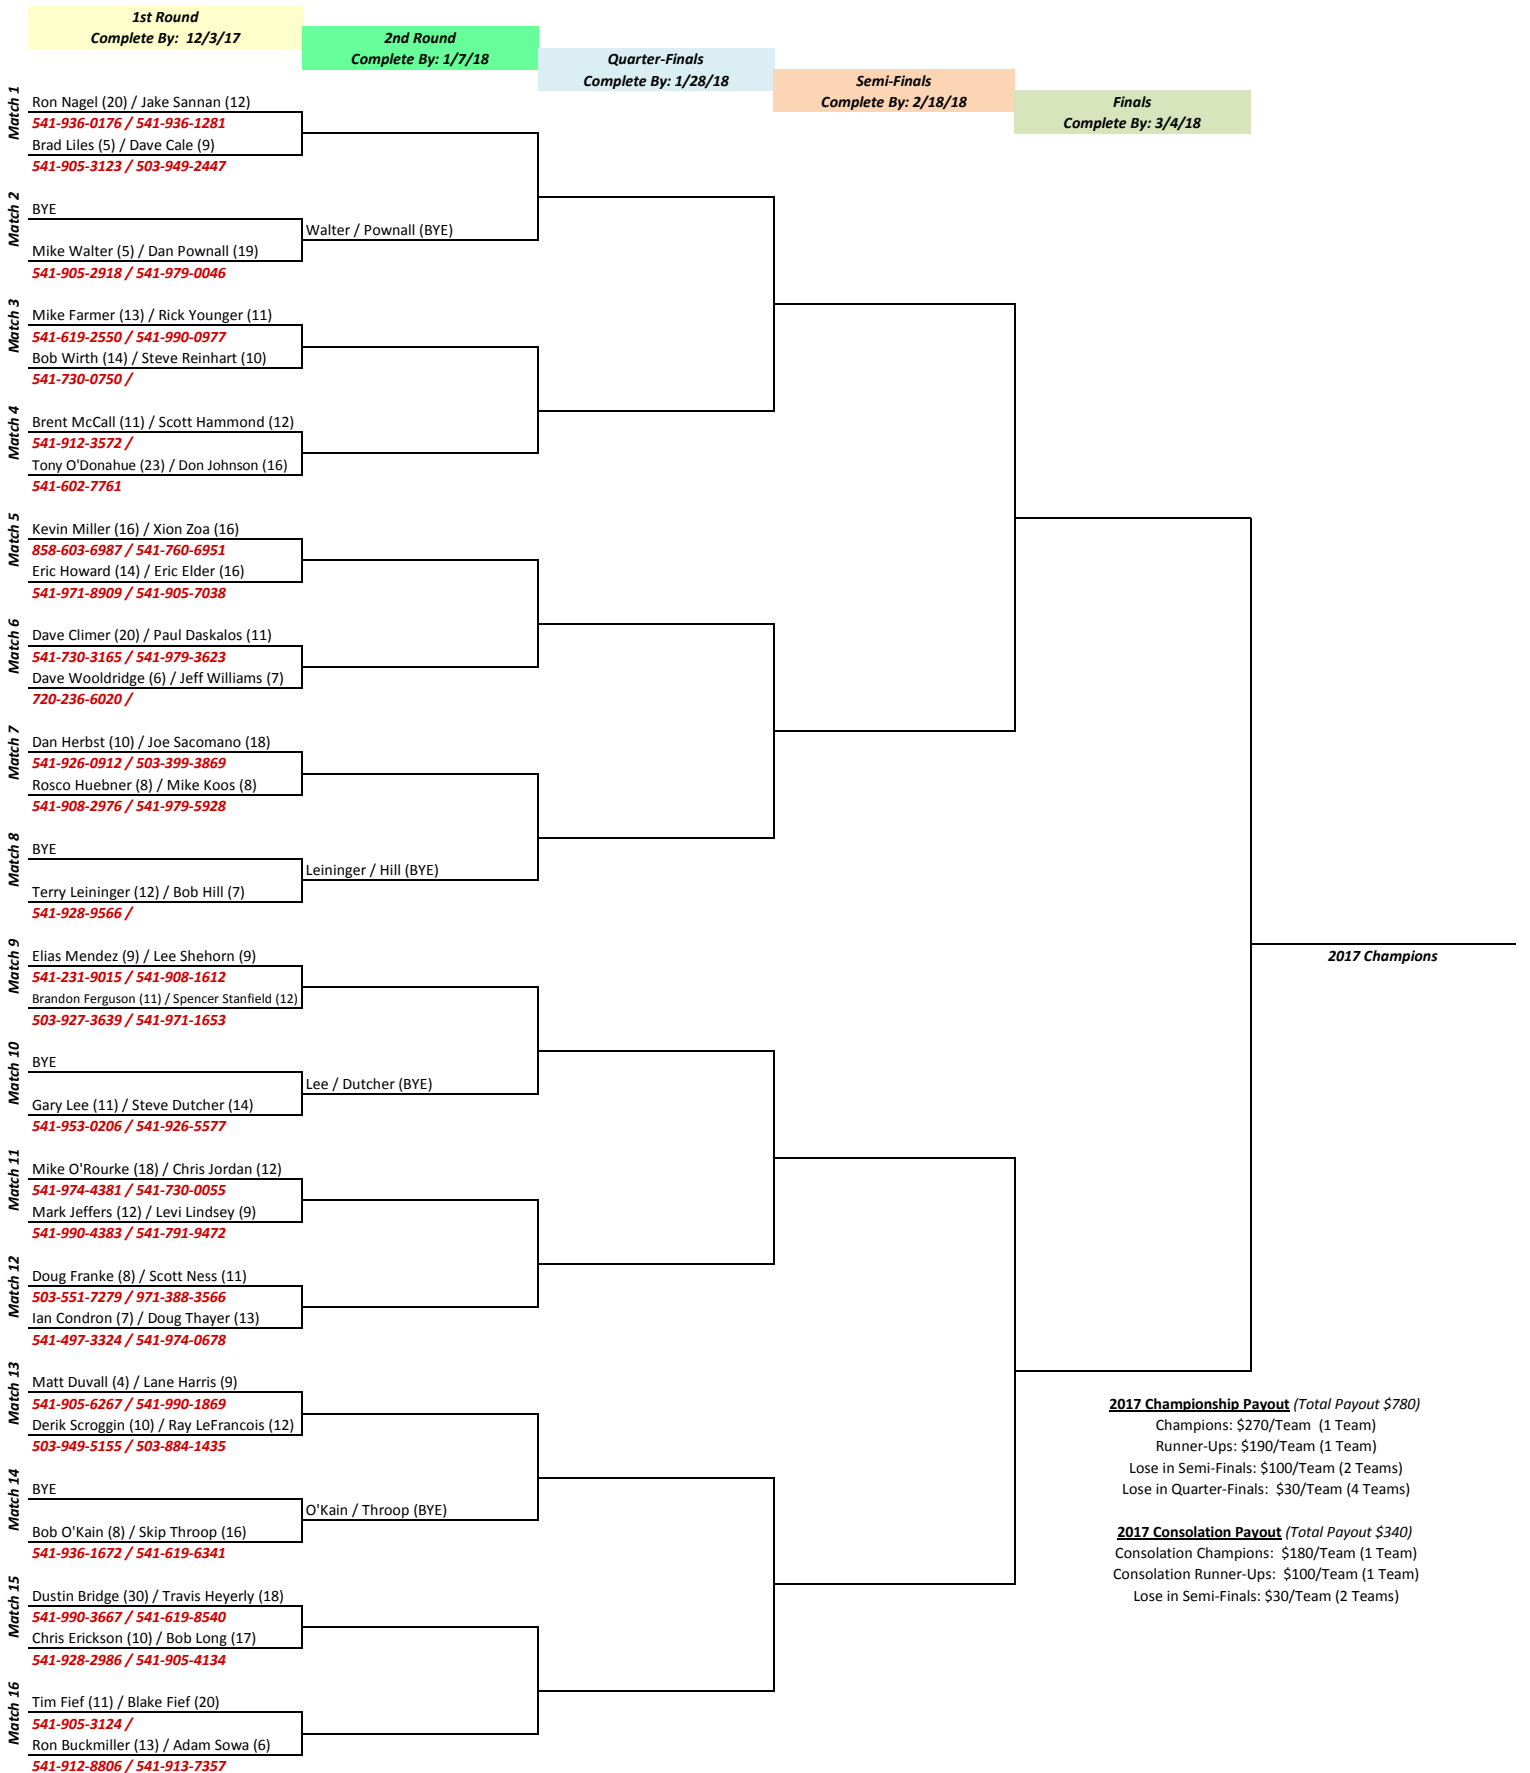 1st Round
Complete By:  12/3/17
2nd Round
Complete By: 1/7/18
Quarter-Finals
Complete By: 1/28/18
Semi-Finals
Complete By: 2/18/18
Finals
Complete By: 3/4/18
Match 1
Ron Nagel (20) / Jake Sannan (12)
541-936-0176 / 541-936-1281
Brad Liles (5) / Dave Cale (9)
541-905-3123 / 503-949-2447
Match 2
BYE
Walter / Pownall (BYE)
Mike Walter (5) / Dan Pownall (19)
541-905-2918 / 541-979-0046
Match 3
Mike Farmer (13) / Rick Younger (11)
541-619-2550 / 541-990-0977
Bob Wirth (14) / Steve Reinhart (10)
541-730-0750 /
Match 4
Brent McCall (11) / Scott Hammond (12)
541-912-3572 /
Tony O'Donahue (23) / Don Johnson (16)
541-602-7761
Match 5
Kevin Miller (16) / Xion Zoa (16)
858-603-6987 / 541-760-6951
Eric Howard (14) / Eric Elder (16)
541-971-8909 / 541-905-7038
Match 6
Dave Climer (20) / Paul Daskalos (11)
541-730-3165 / 541-979-3623
Dave Wooldridge (6) / Jeff Williams (7)
720-236-6020 /
Match 7
Dan Herbst (10) / Joe Sacomano (18)
541-926-0912 / 503-399-3869
Rosco Huebner (8) / Mike Koos (8)
541-908-2976 / 541-979-5928
Match 8
BYE
Leininger / Hill (BYE)
Terry Leininger (12) / Bob Hill (7)
541-928-9566 /
Match 9
Elias Mendez (9) / Lee Shehorn (9)
541-231-9015 / 541-908-1612
Brandon Ferguson (11) / Spencer Stanfield (12)
503-927-3639 / 541-971-1653
2017 Champions
Match 10
BYE
Lee / Dutcher (BYE)
Gary Lee (11) / Steve Dutcher (14)
541-953-0206 / 541-926-5577
Match 11
Mike O'Rourke (18) / Chris Jordan (12)
541-974-4381 / 541-730-0055
Mark Jeffers (12) / Levi Lindsey (9)
541-990-4383 / 541-791-9472
Match 12
Doug Franke (8) / Scott Ness (11)
503-551-7279 / 971-388-3566
Ian Condron (7) / Doug Thayer (13)
541-497-3324 / 541-974-0678
Match 13
Matt Duvall (4) / Lane Harris (9)
541-905-6267 / 541-990-1869
Derik Scroggin (10) / Ray LeFrancois (12)
503-949-5155 / 503-884-1435
Match 14
BYE
O'Kain / Throop (BYE)
Bob O'Kain (8) / Skip Throop (16)
541-936-1672 / 541-619-6341
Match 15
Dustin Bridge (30) / Travis Heyerly (18)
541-990-3667 / 541-619-8540
Chris Erickson (10) / Bob Long (17)
541-928-2986 / 541-905-4134
Match 16
Tim Fief (11) / Blake Fief (20)
541-905-3124 /
Ron Buckmiller (13) / Adam Sowa (6)
541-912-8806 / 541-913-7357
2017 Championship Payout (Total Payout $780)
Champions: $270/Team  (1 Team)
Runner-Ups: $190/Team (1 Team)
Lose in Semi-Finals: $100/Team (2 Teams)
Lose in Quarter-Finals:  $30/Team (4 Teams)
2017 Consolation Payout (Total Payout $340)
Consolation Champions:  $180/Team (1 Team)
Consolation Runner-Ups: $100/Team (1 Team)
Lose in Semi-Finals: $30/Team (2 Teams)